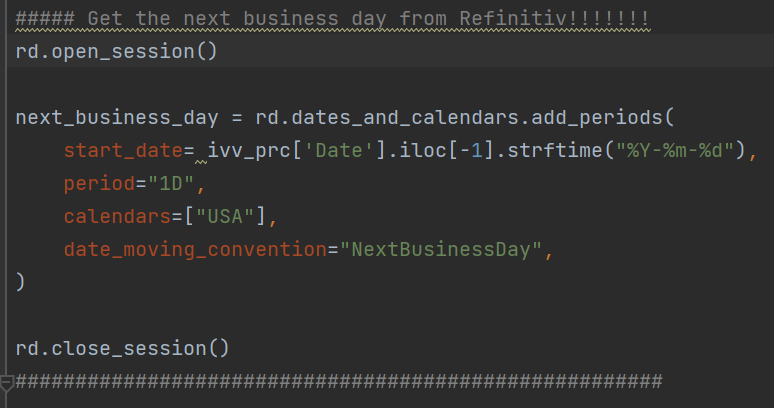 ##### Get the next business day from Refinitiv!!!!!!!
rd.open_session()
next_business_day = rd.dates_and_calendars.add_periods(
    start_date= ivv_prc['Date'].iloc[-1].strftime("%Y-%m-%d"),
    period="1D",
    calendars=["USA"],
    date_moving_convention="NextBusinessDay",
)
rd.close_session()
######################################################